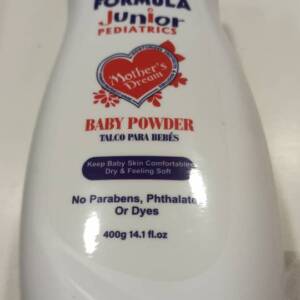 FORMULA
Junior
PEDIATRICS
Mother's
Dream
BABY POWDER
TALCO PARA BEBÉS
Keep Baby Skin Comfortable
Dry & Feeling Soft
No Parabens, Phthalate
Or Dyes
400g 14.1 fl.oz